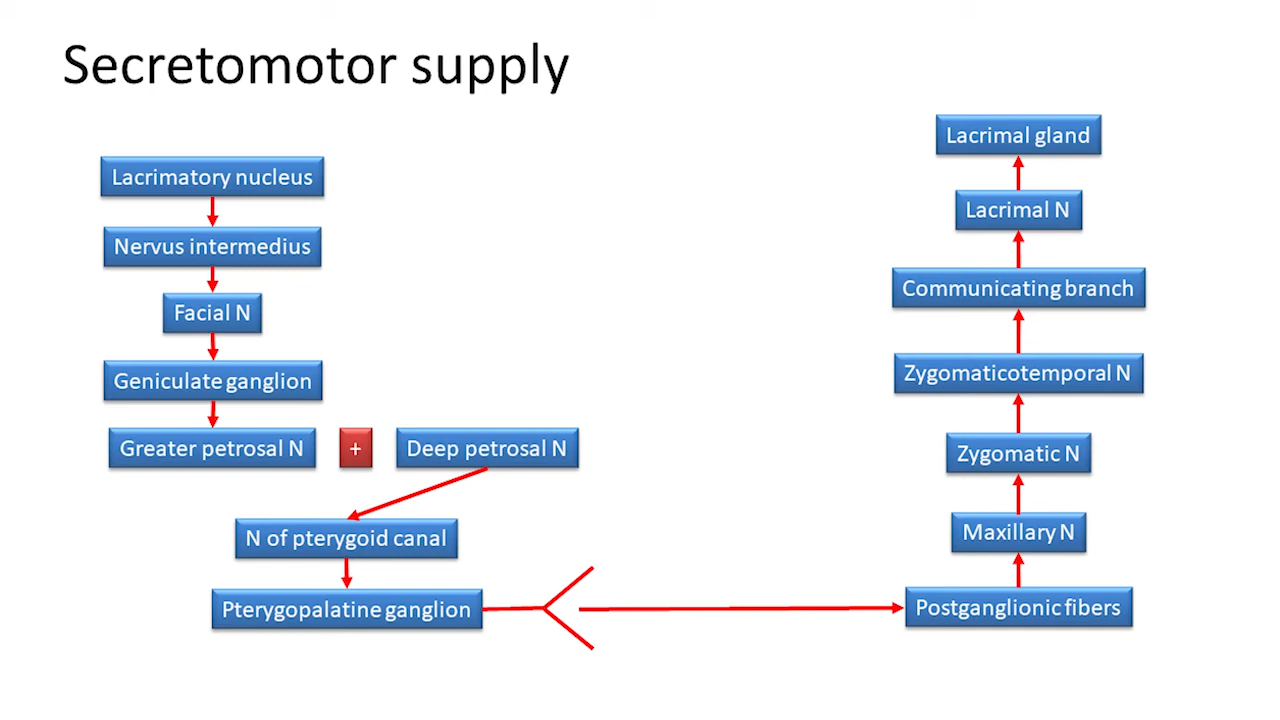 Secretomotor supply
Lacrimatory nucleus
Nervus intermedius
Facial N
Geniculate ganglion
Greater petrosal N
+
Deep petrosal N
N of pterygoid canal
Pterygopalatine ganglion
Lacrimal gland
Lacrimal N
Communicating branch
Zygomaticotemporal N
Zygomatic N
Maxillary N
Postganglionic fibers